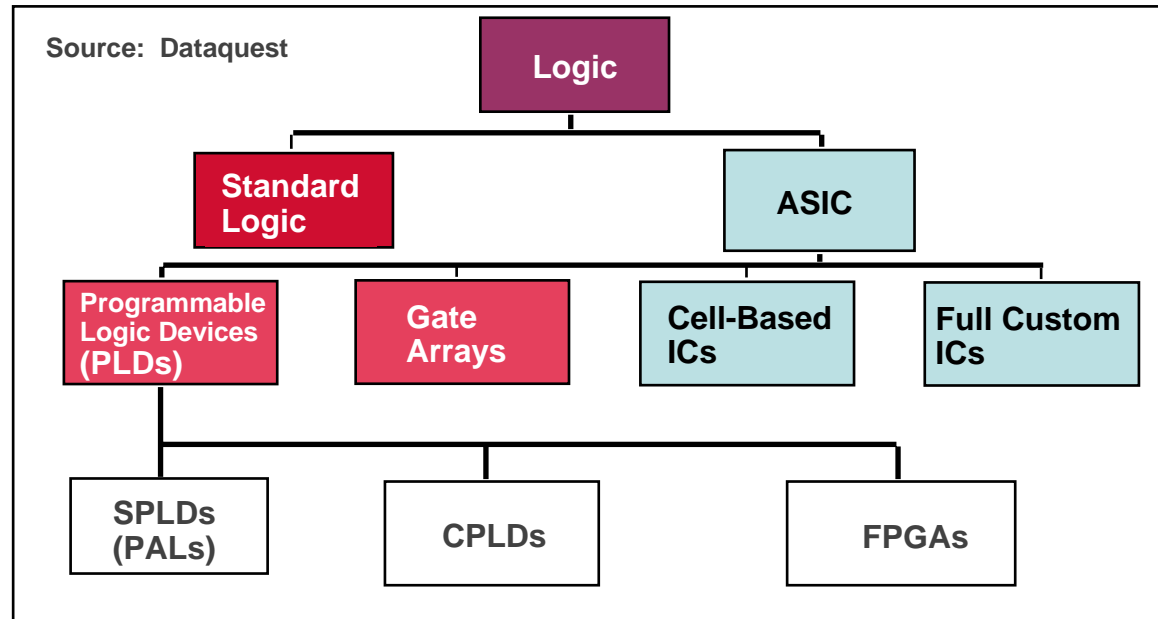 Source: Dataquest
Logic
Standard
Logic
ASIC
Programmable
Logic Devices
(PLDs)
Gate
Arrays
Cell-Based
ICs
Full Custom
ICs
SPLDs
(PALs)
CPLDs
FPGAs